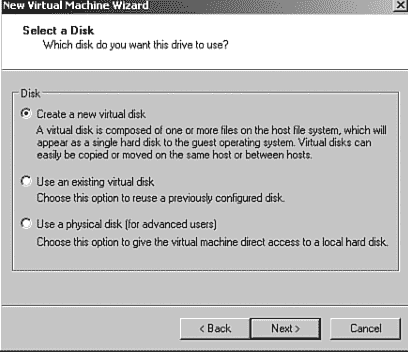 New Virtual Machine Wizard
Select a Disk
Which disk do you want this drive to use?
Disk
Create a new virtual disk
A virtual disk is composed of one or more files on the host file system, which will
appear as a single hard disk to the guest operating system. Virtual disks can
easily be copied or moved on the same host or between hosts.
Use an existing virtual disk
Choose this option to reuse a previously configured disk.
Use a physical disk (for advanced users)
Choose this option to give the virtual machine direct access to a local hard disk.
< Back Next > Cancel